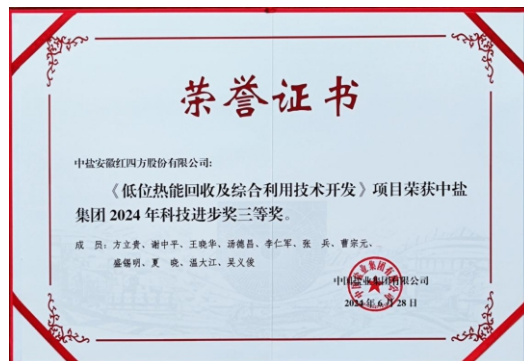 荣誉证书
中盐安徽红四方股份有限公司:
《低位热能回收及综合利用技术开发》项目荣获中盐
集团2024年科技进步奖三等奖。
成 员:方立贵、谢中平、王晓华、汤德昌、李仁军、张 兵、曹宗元、
盛锡明、夏 晓、温大江、吴义俊
中国盐业集团有限公司
2024年6月28日